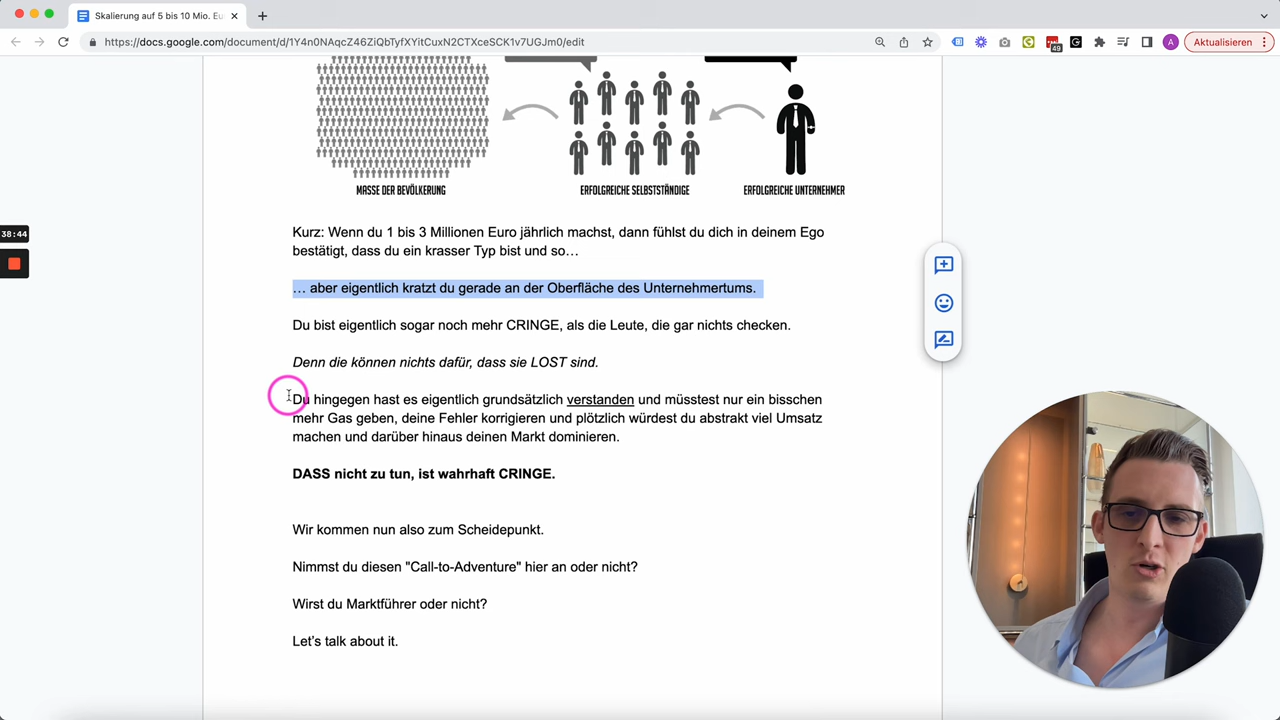 Skalierung auf 5 bis 10 Mio. Eu
Aktualisieren
https://docs.google.com/document/d/1Y4n0NAqcZ46ZiQbTyfXYitCuxN2CTXceSCK1v7UGJm0/edit
49
A
MASSE DER BEVÖLKERUNG
ERFOLGREICHE SELBSTSTÄNDIGE
ERFOLGREICHE UNTERNEHMER
38:44
Kurz: Wenn du 1 bis 3 Millionen Euro jährlich machst, dann fühlst du dich in deinem Ego
bestätigt, dass du ein krasser Typ bist und so…
… aber eigentlich kratzt du gerade an der Oberfläche des Unternehmertums.
Du bist eigentlich sogar noch mehr CRINGE, als die Leute, die gar nichts checken.
Denn die können nichts dafür, dass sie LOST sind.
Du hingegen hast es eigentlich grundsätzlich verstanden und müsstest nur ein bisschen
mehr Gas geben, deine Fehler korrigieren und plötzlich würdest du abstrakt viel Umsatz
machen und darüber hinaus deinen Markt dominieren.
DASS nicht zu tun, ist wahrhaft CRINGE.
Wir kommen nun also zum Scheidepunkt.
Nimmst du diesen "Call-to-Adventure" hier an oder nicht?
Wirst du Marktführer oder nicht?
Let's talk about it.